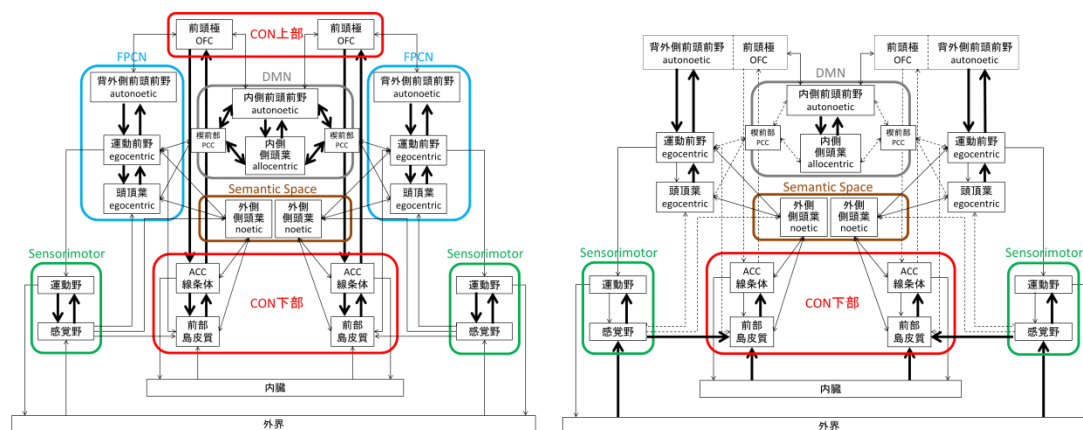 CON上部
前頭極
OFC
前頭極
OFC
FPCN
FPCN
背外側前頭前野
autonoetic
背外側前頭前野
autonoetic
DMN
内側前頭前野
autonoetic
楔前部
PCC
楔前部
PCC
内側
側頭葉
allocentric
運動前野
egocentric
運動前野
egocentric
頭頂葉
egocentric
頭頂葉
egocentric
Semantic Space
外側
側頭葉
noetic
外側
側頭葉
noetic
Sensorimotor
Sensorimotor
運動野
感覚野
運動野
感覚野
ACC
線条体
ACC
線条体
CON下部
前部
島皮質
前部
島皮質
内臓
外界
背外側前頭前野
autonoetic
前頭極
OFC
前頭極
OFC
背外側前頭前野
autonoetic
DMN
内側前頭前野
autonoetic
楔前部
PCC
楔前部
PCC
内側
側頭葉
allocentric
運動前野
egocentric
運動前野
egocentric
頭頂葉
egocentric
頭頂葉
egocentric
Semantic Space
外側
側頭葉
noetic
外側
側頭葉
noetic
Sensorimotor
Sensorimotor
運動野
感覚野
運動野
感覚野
ACC
線条体
ACC
線条体
CON下部
前部
島皮質
前部
島皮質
内臓
外界